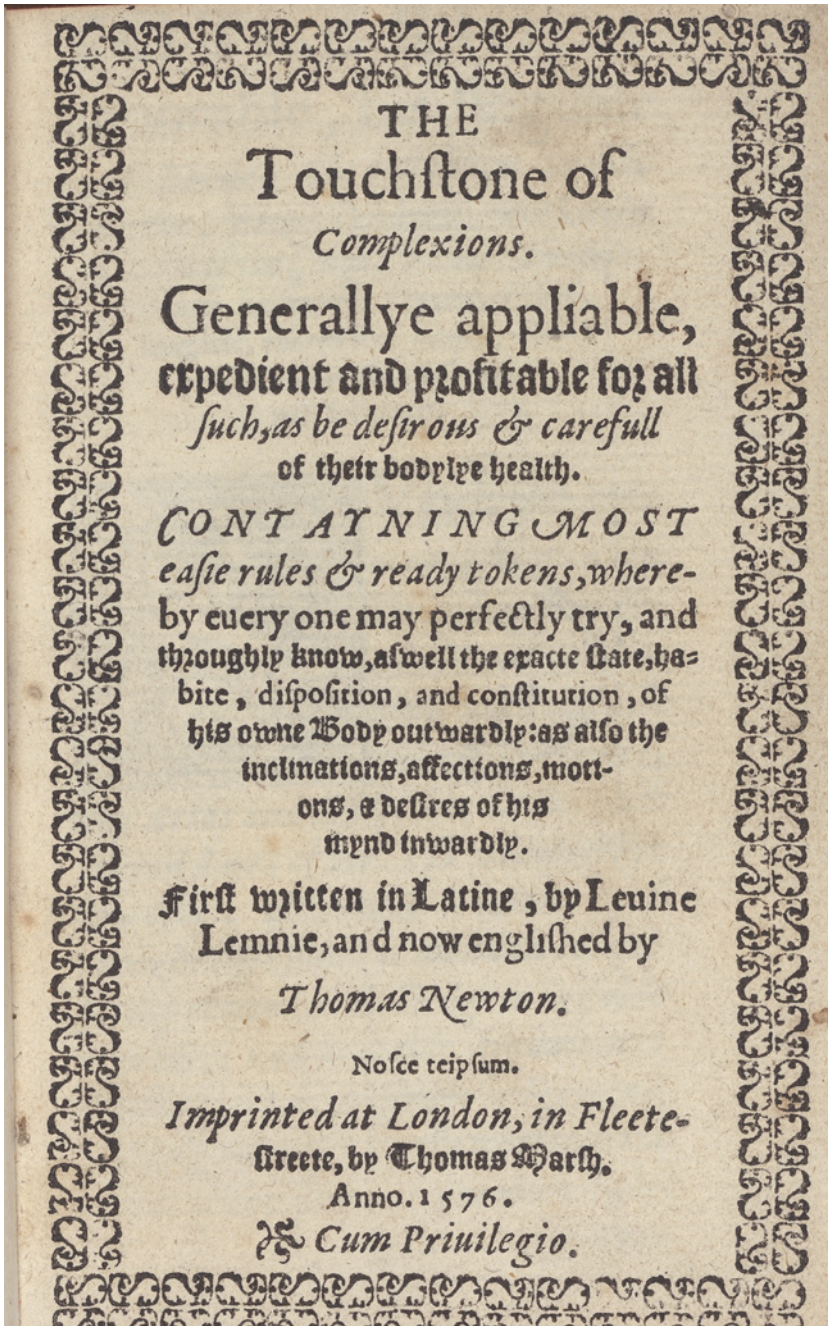 THE
Touchſtone of
Complexions.
Generallye appliable,
expedient and profitable for all
ſuch, as be deſirous & carefull
of their bodylye health.
CONTAYNING MOST
eaſie rules & ready tokens, where-
by euery one may perfectly try, and
throughly know, aſwell the exacte ſtate, ha-
bite, diſpoſition, and conſtitution, of
his owne Body outwardly: as alſo the
inclinations, affections, moti-
ons, & deſires of his
mynd inwardly.
Firſt written in Latine, by Leuine
Lemnie, and now engliſhed by
Thomas Newton.
Noſce teipſum.
Imprinted at London, in Fleete-
ſtreete, by Thomas Marſh.
Anno. 1576.
Cum Priuilegio.